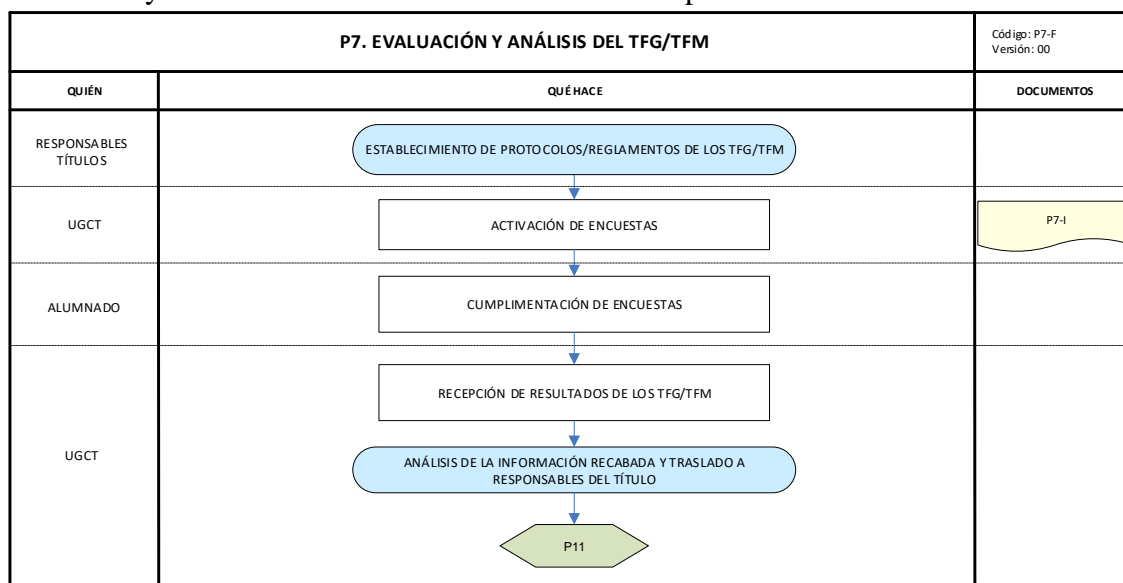 P7. EVALUACIÓN Y ANÁLISIS DEL TFG/TFM
Código: P7-F
Versión: 00
QUIÉN
QUÉ HACE
DOCUMENTOS
RESPONSABLES
TÍTULOS
ESTABLECIMIENTO DE PROTOCOLOS/REGLAMENTOS DE LOS TFG/TFM
UGCT
ACTIVACIÓN DE ENCUESTAS
P7-I
ALUMNADO
CUMPLIMENTACIÓN DE ENCUESTAS
UGCT
RECEPCIÓN DE RESULTADOS DE LOS TFG/TFM
ANÁLISIS DE LA INFORMACIÓN RECABADA Y TRASLADO A
RESPONSABLES DEL TÍTULO
P11